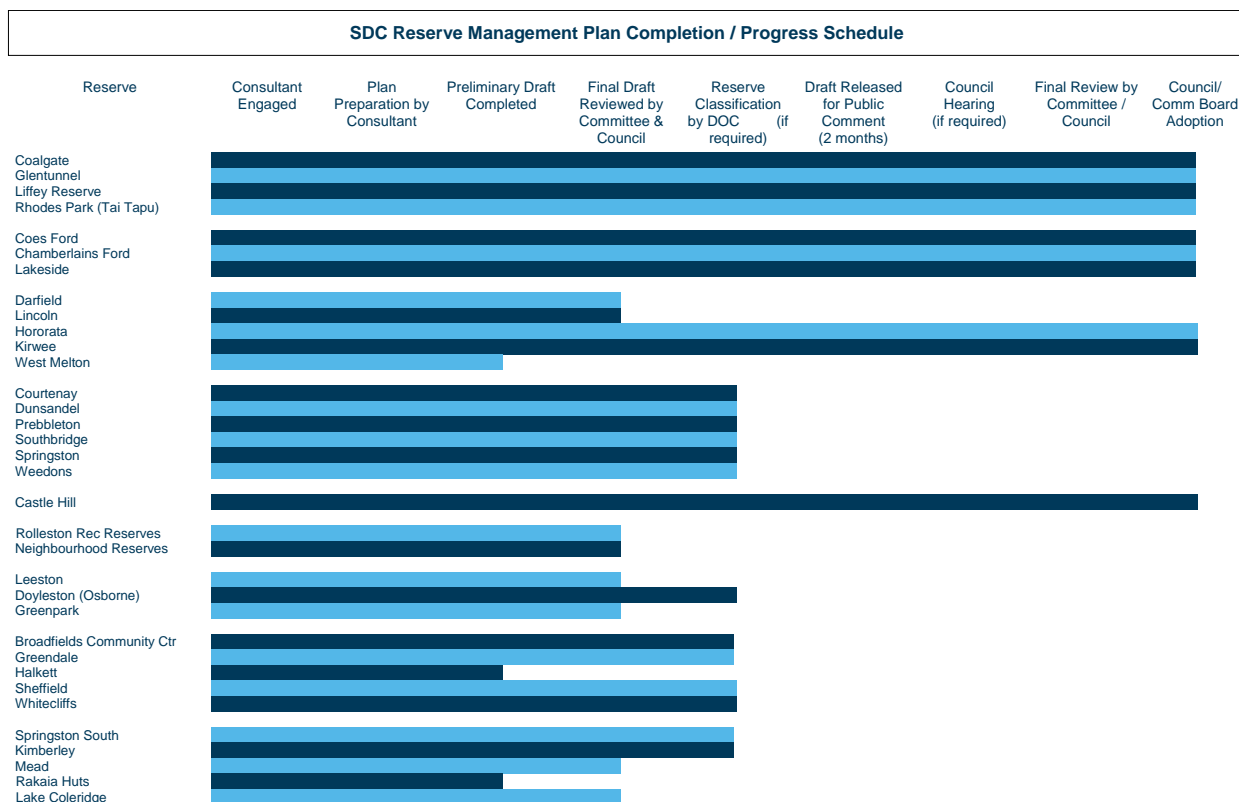 SDC Reserve Management Plan Completion / Progress Schedule
Reserve
Consultant
Engaged
Plan
Preparation by
Consultant
Preliminary Draft
Completed
Final Draft
Reviewed by
Committee &
Council
Reserve
Classification
by DOC (if
required)
Draft Released
for Public
Comment
(2 months)
Council
Hearing
(if required)
Final Review by
Committee /
Council
Council/
Comm Board
Adoption
Coalgate
Glentunnel
Liffey Reserve
Rhodes Park (Tai Tapu)
Coes Ford
Chamberlains Ford
Lakeside
Darfield
Lincoln
Hororata
Kirwee
West Melton
Courtenay
Dunsandel
Prebbleton
Southbridge
Springston
Weedons
Castle Hill
Rolleston Rec Reserves
Neighbourhood Reserves
Leeston
Doyleston (Osborne)
Greenpark
Broadfields Community Ctr
Greendale
Halkett
Sheffield
Whitecliffs
Springston South
Kimberley
Mead
Rakaia Huts
Lake Coleridge